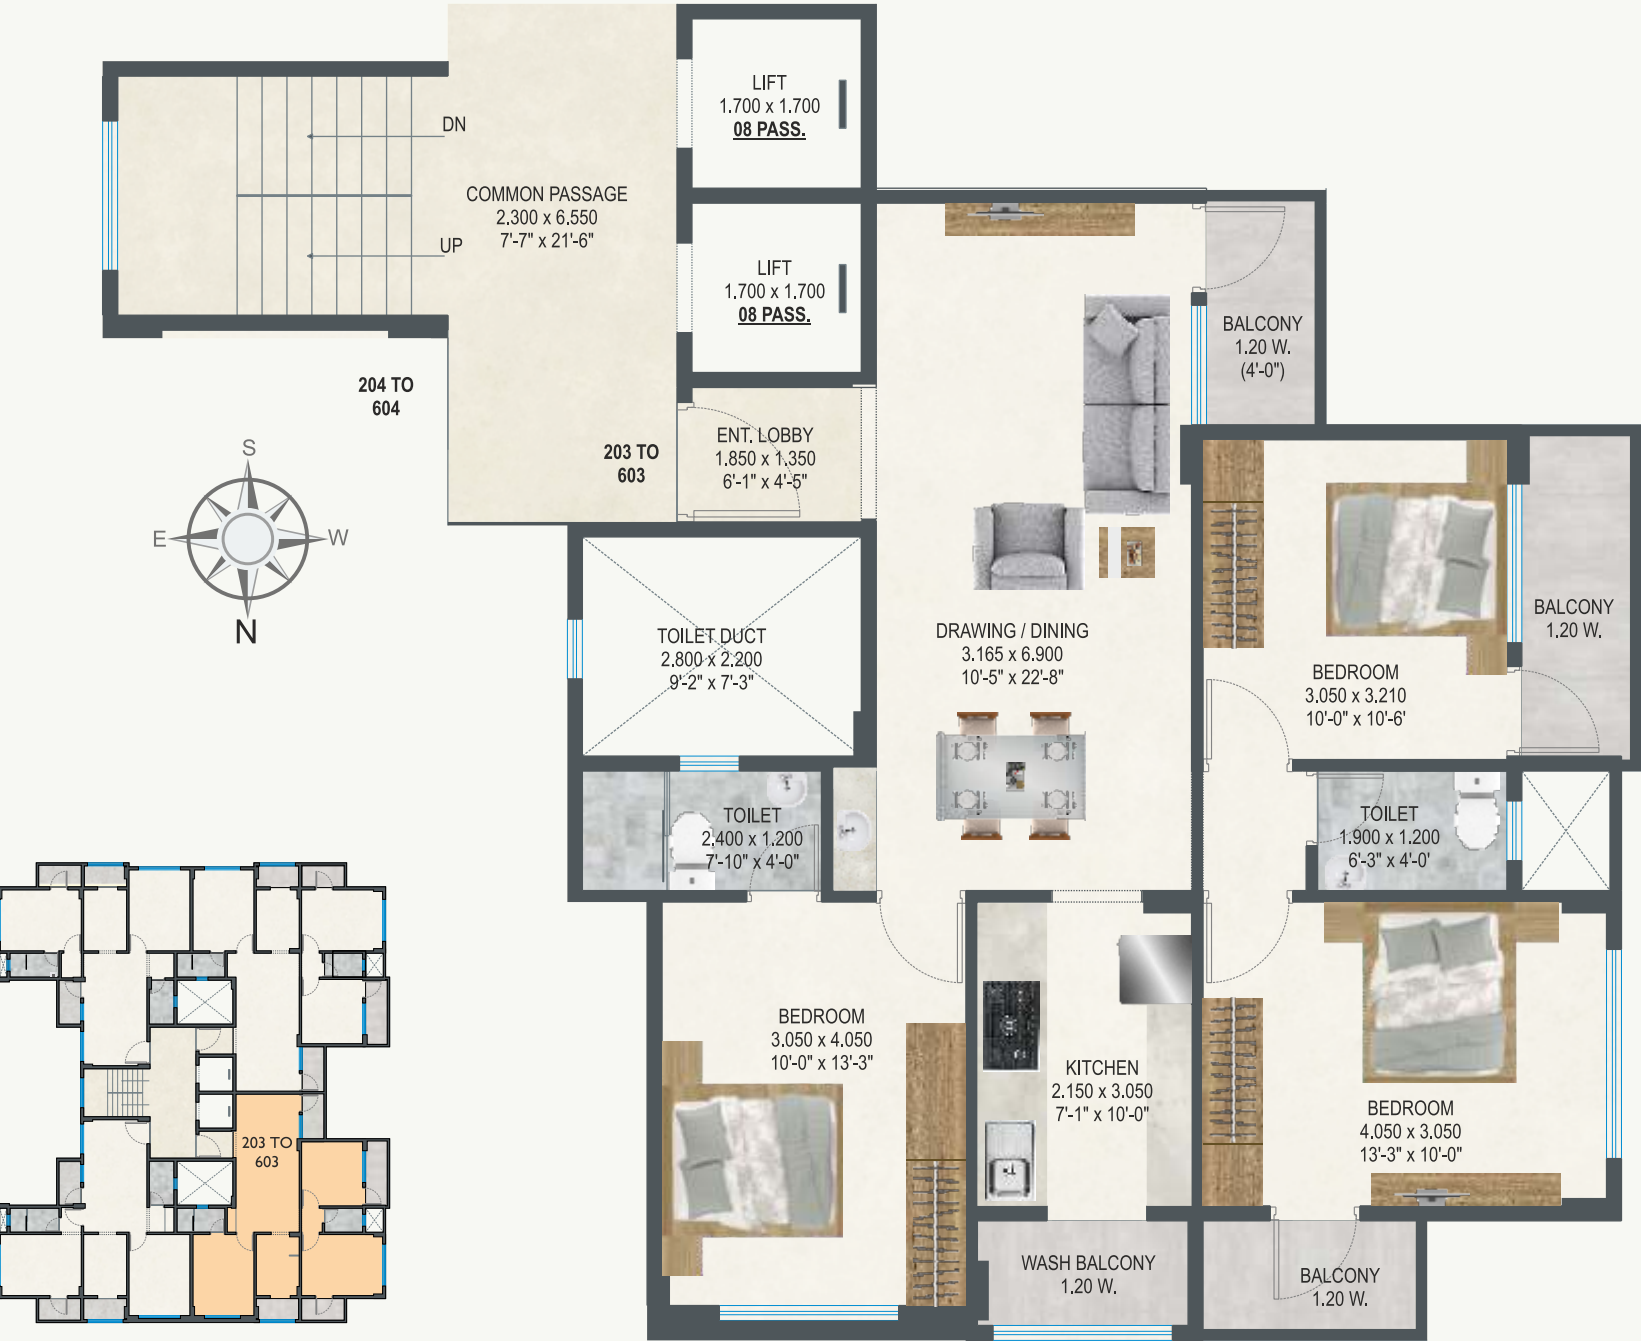 LIFT
1.700 x 1.700
08 PASS.
DN
COMMON PASSAGE
2.300 x 6.550
7'-7" x 21'-6"
UP
LIFT
1.700 x 1.700
08 PASS.
BALCONY
1.20 W.
(4'-0")
204 TO
604
203 TO
603
ENT. LOBBY
1.850 x 1.350
6'-1" x 4'-5"
S
E
W
N
TOILET DUCT
2.800 x 2.200
9'-2" x 7'-3"
DRAWING / DINING
3.165 x 6.900
10'-5" x 22'-8"
BALCONY
1.20 W.
BEDROOM
3.050 x 3.210
10'-0" x 10'-6'
TOILET
2.400 x 1.200
7'-10" x 4'-0"
TOILET
1.900 x 1.200
6'-3" x 4'-0'
BEDROOM
3.050 x 4.050
10'-0" x 13'-3"
KITCHEN
2.150 x 3.050
7'-1" x 10'-0"
BEDROOM
4.050 x 3.050
13'-3" x 10'-0"
203 TO
603
WASH BALCONY
1.20 W.
BALCONY
1.20 W.